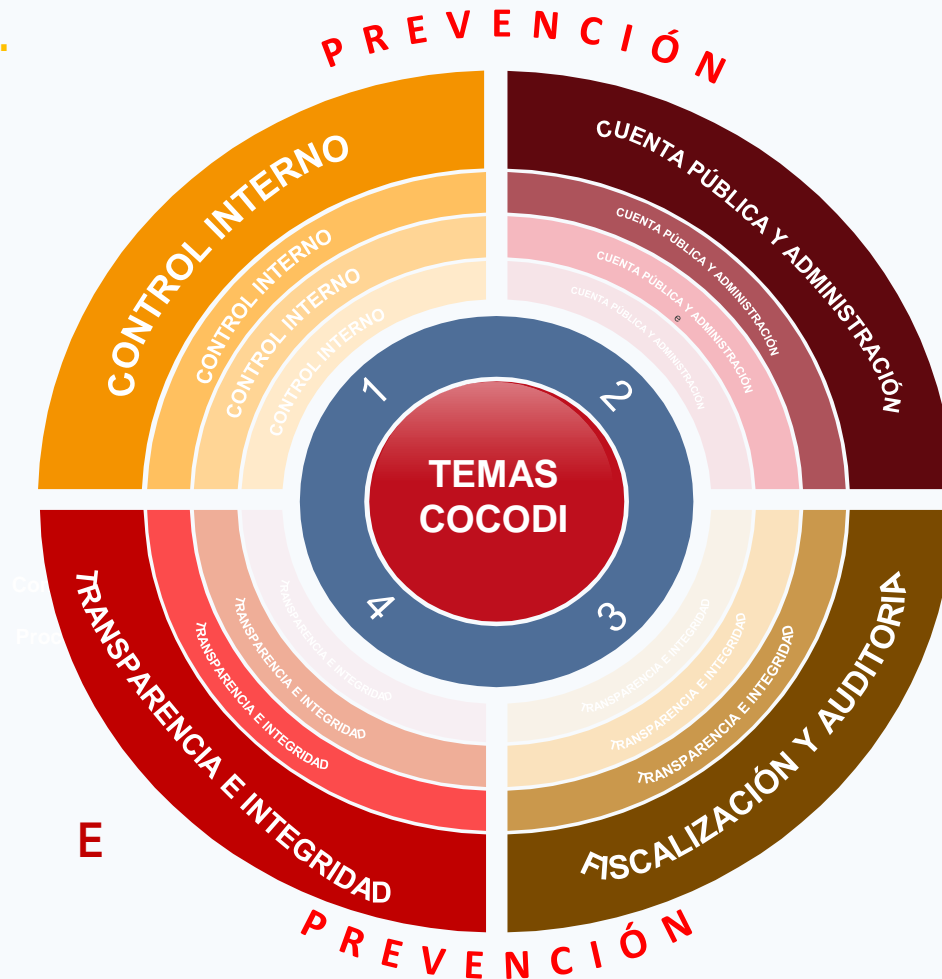 PREVENCIÓN
CONTROL INTERNO
CONTROL INTERNO
CONTROL INTERNO
CONTROL INTERNO
CUENTA PÚBLICA Y ADMINISTRACIÓN
CUENTA PÚBLICA Y ADMINISTRACIÓN
CUENTA PÚBLICA Y ADMINISTRACIÓN
CUENTA PÚBLICA Y ADMINISTRACIÓN
e
1
2
TEMAS
COCODI
4
3
TRANSPARENCIA E INTEGRIDAD
TRANSPARENCIA E INTEGRIDAD
TRANSPARENCIA E INTEGRIDAD
TRANSPARENCIA E INTEGRIDAD
TRANSPARENCIA E INTEGRIDAD
TRANSPARENCIA E INTEGRIDAD
TRANSPARENCIA E INTEGRIDAD
FISCALIZACIÓN Y AUDITORIA
E
PREVENCIÓN